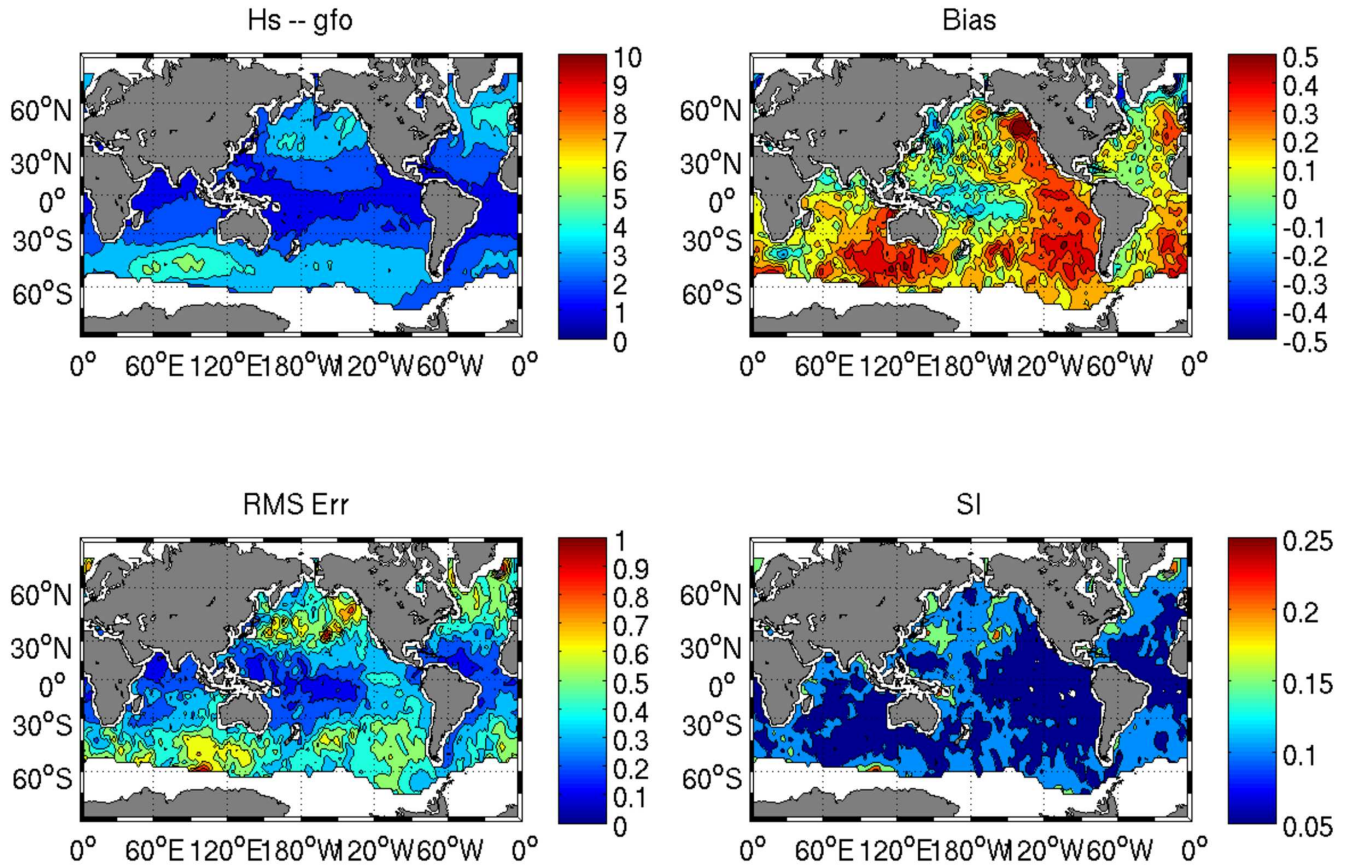 Hs -- gfo
60°N
30°N
0°
30°S
60°S
0°
60°E
120°E
180°W
120°W
60°W
0°
10
9
8
7
6
5
4
3
2
1
0
Bias
60°N
30°N
0°
30°S
60°S
0°
60°E
120°E
180°W
120°W
60°W
0°
0.5
0.4
0.3
0.2
0.1
0
-0.1
-0.2
-0.3
-0.4
-0.5
RMS Err
60°N
30°N
0°
30°S
60°S
0°
60°E
120°E
180°W
120°W
60°W
0°
1
0.9
0.8
0.7
0.6
0.5
0.4
0.3
0.2
0.1
0
SI
60°N
30°N
0°
30°S
60°S
0°
60°E
120°E
180°W
120°W
60°W
0°
0.25
0.2
0.15
0.1
0.05